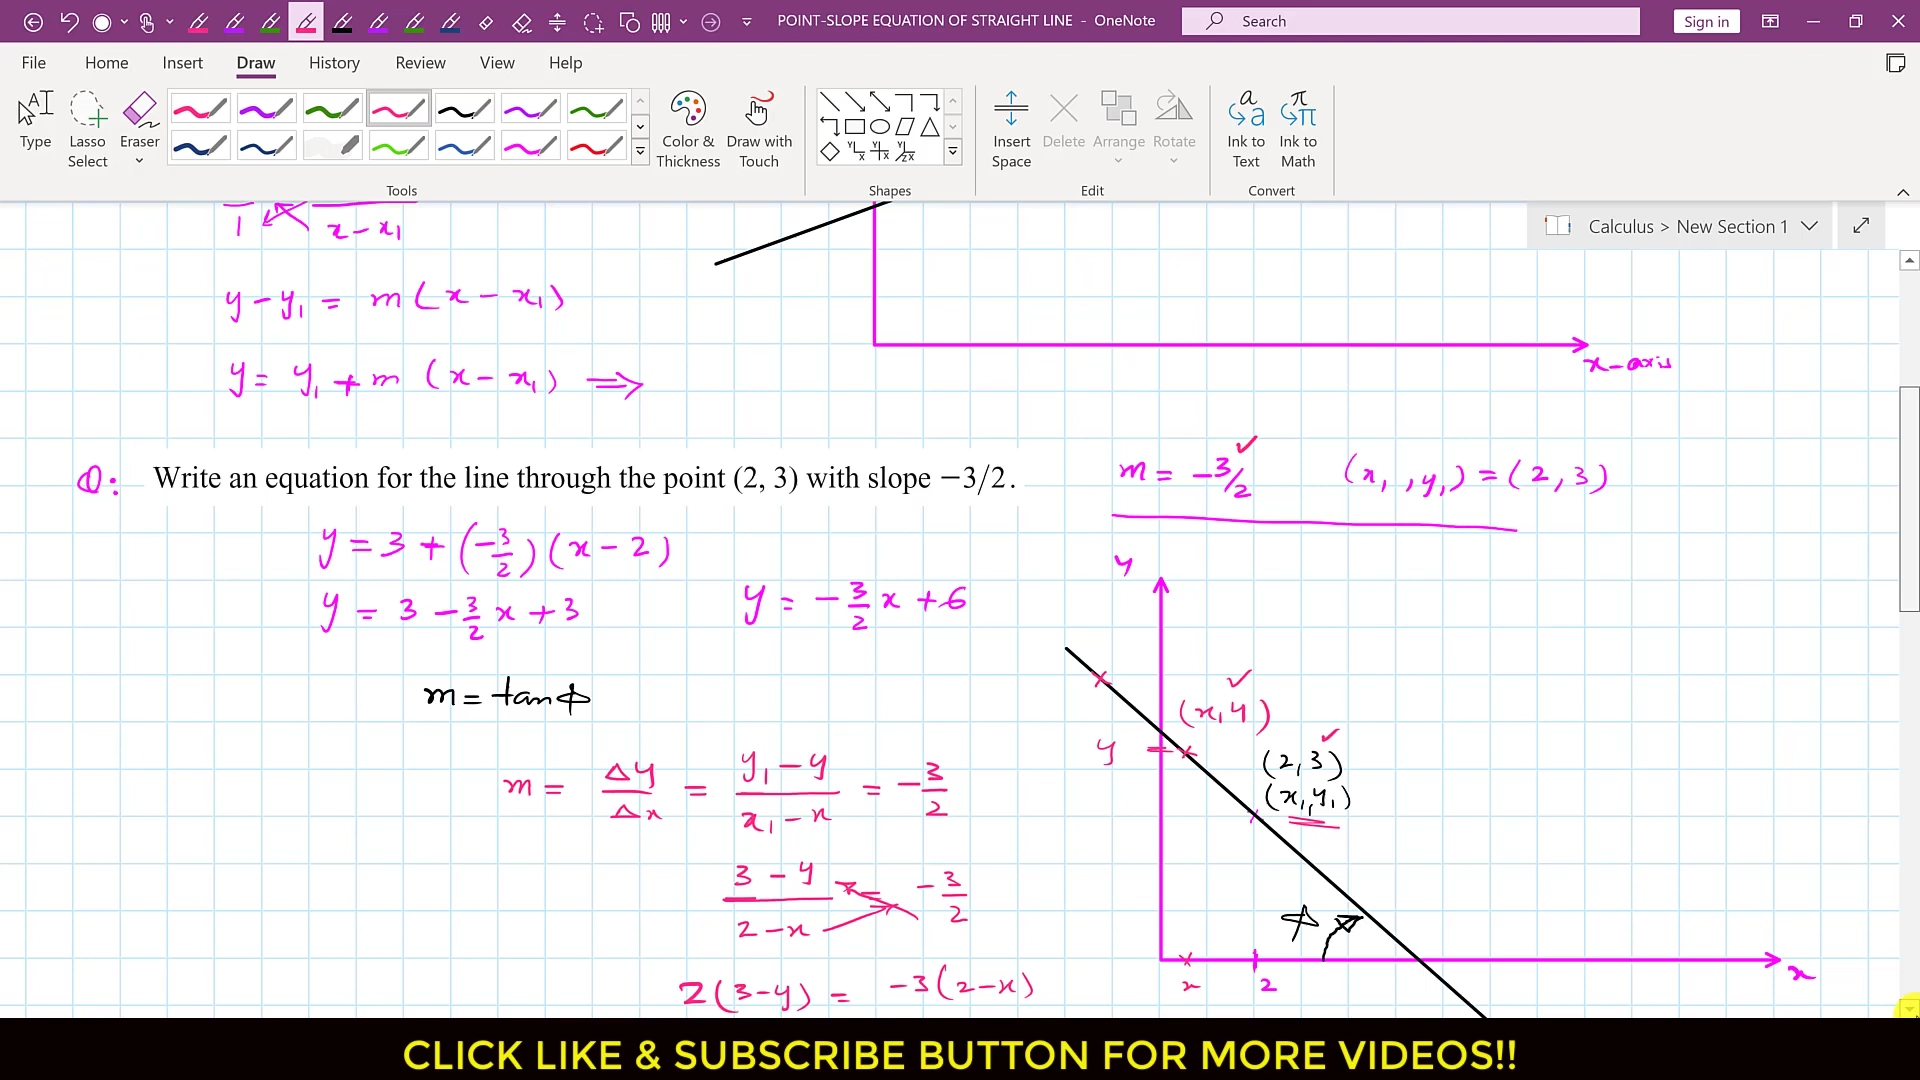 POINT-SLOPE EQUATION OF STRAIGHT LINE - OneNote
Search
Sign in
File Home Insert Draw History Review View Help
Type
Lasso Select
Eraser
Color & Thickness
Draw with Touch
Insert Space
Delete
Arrange
Rotate
Ink to Text
Ink to Math
Tools
Shapes
Edit
Convert
Calculus > New Section 1
1
x - x₁
y - y₁ = m (x - x₁)
y = y₁ + m (x - x₁) ⇒
x-axis
Q: Write an equation for the line through the point (2, 3) with slope −3/2.
m = -3/2 ✓ (x₁, y₁) = (2, 3)
y = 3 + (-3/2)(x - 2)
y = 3 - 3/2 x + 3
y = -3/2 x + 6
m = tan ϕ
m = Δy/Δx = (y₁ - y)/(x₁ - x) = -3/2
(3 - y)/(2 - x) = -3/2
2(3-y) = -3(2-x)
y
(x, y) ✓
y
(2, 3) ✓
(x₁, y₁)
ϕ
x
2
x
CLICK LIKE & SUBSCRIBE BUTTON FOR MORE VIDEOS!!